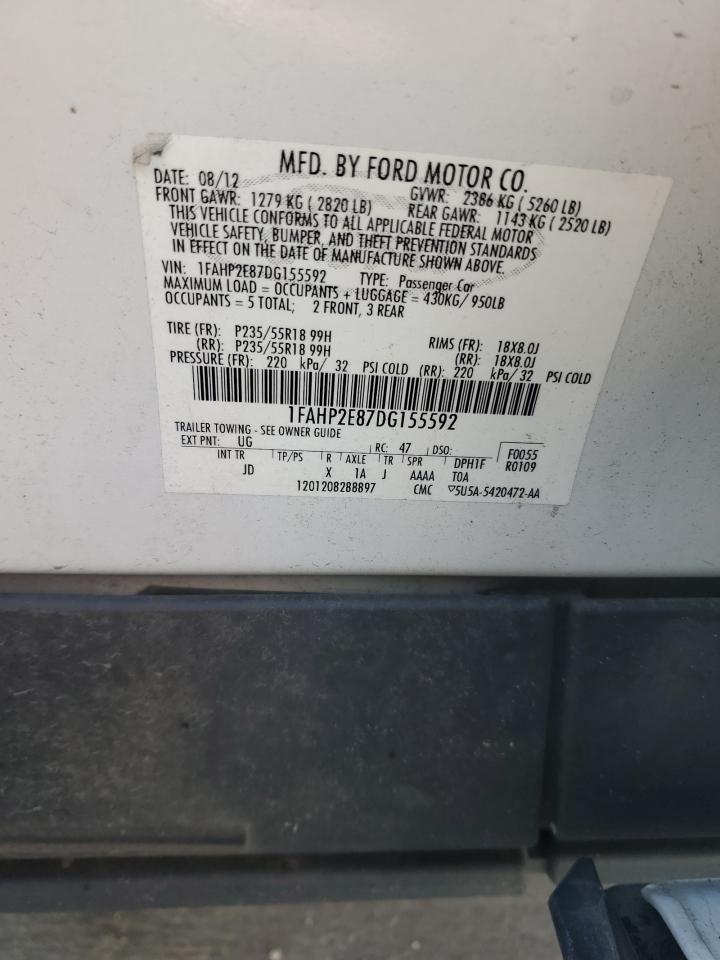 MFD. BY FORD MOTOR CO.
DATE: 08/12 GVWR: 2386 KG ( 5260 LB)
FRONT GAWR: 1279 KG ( 2820 LB) REAR GAWR: 1143 KG ( 2520 LB)
THIS VEHICLE CONFORMS TO ALL APPLICABLE FEDERAL MOTOR
VEHICLE SAFETY, BUMPER, AND THEFT PREVENTION STANDARDS
IN EFFECT ON THE DATE OF MANUFACTURE SHOWN ABOVE.
VIN: 1FAHP2E87DG155592 TYPE: Passenger Car
MAXIMUM LOAD = OCCUPANTS + LUGGAGE = 430KG/ 950LB
OCCUPANTS = 5 TOTAL; 2 FRONT, 3 REAR
TIRE (FR): P235/55R18 99H RIMS (FR): 18X8.0J
(RR): P235/55R18 99H (RR): 18X8.0J
PRESSURE (FR): 220 kPa/ 32 PSI COLD (RR): 220 kPa/ 32 PSI COLD
1FAHP2E87DG155592
TRAILER TOWING - SEE OWNER GUIDE
EXT PNT: UG RC: 47 DSO: F0055
INT TR TP/PS R AXLE TR SPR DPH1F R0109
JD X 1A J AAAA T0A
1201208288897 CMC ▽5U5A-5420472-AA